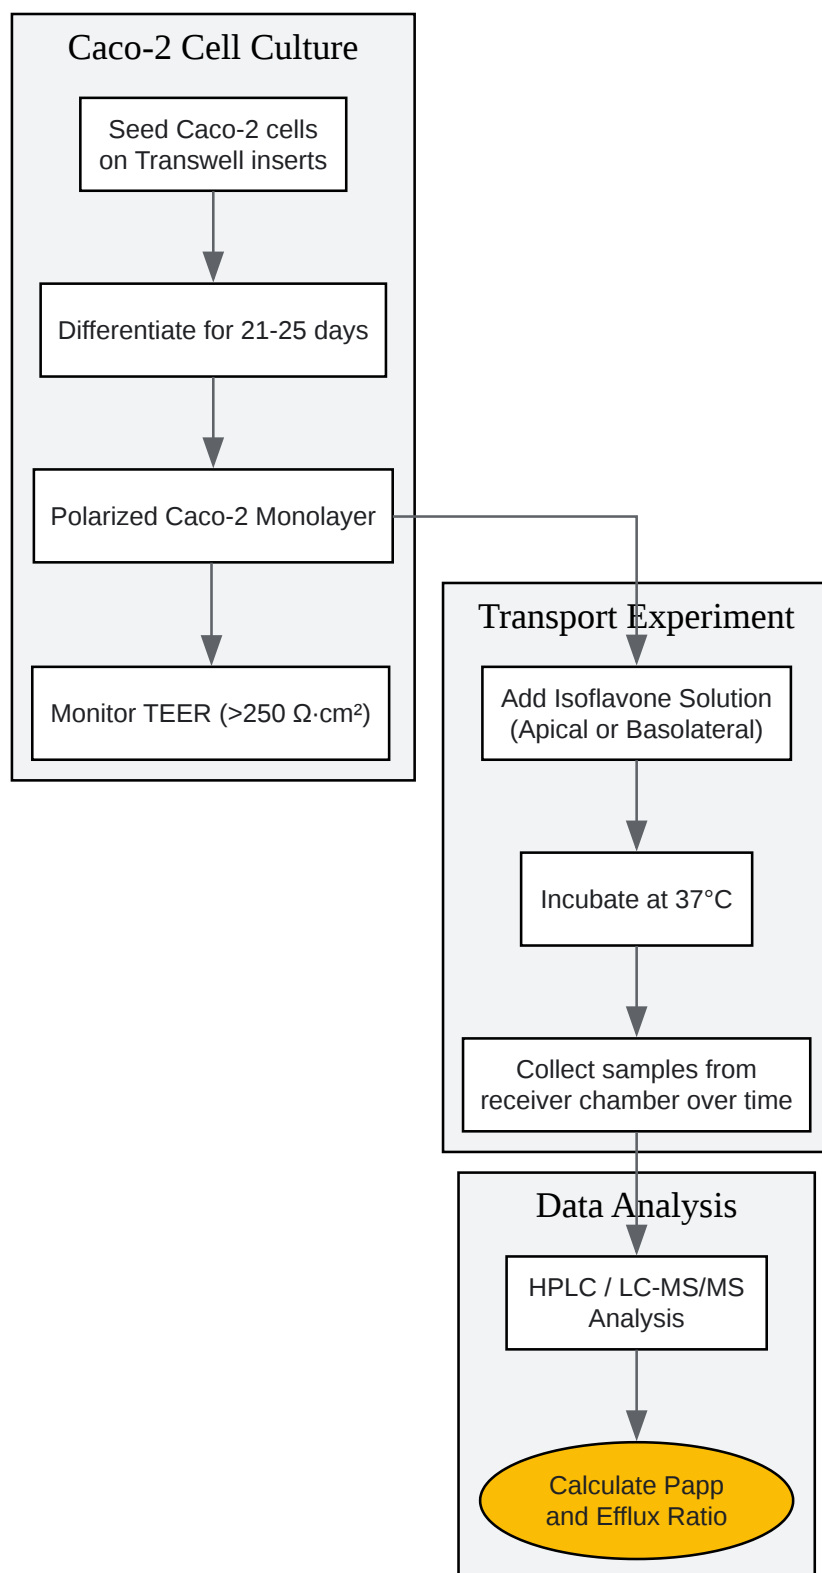 Caco-2 Cell Culture
Seed Caco-2 cells
on Transwell inserts
Differentiate for 21-25 days
Polarized Caco-2 Monolayer
Monitor TEER (>250 Ω·cm²)
Transport Experiment
Add Isoflavone Solution
(Apical or Basolateral)
Incubate at 37°C
Collect samples from
receiver chamber over time
Data Analysis
HPLC / LC-MS/MS
Analysis
Calculate Papp
and Efflux Ratio